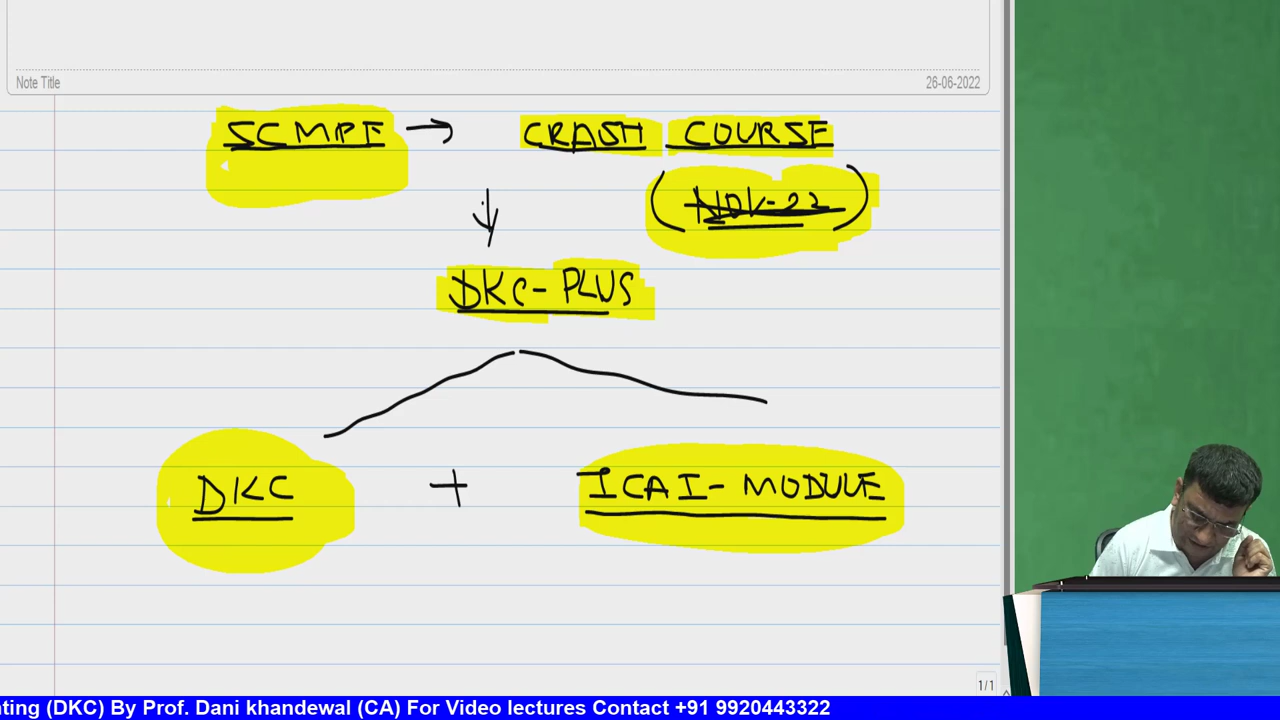 Note Title
26-06-2022
SCMPE → CRASH COURSE
(NOV-22)
↓
DKC-PLUS
DKC + ICAI-MODULE
1/1
nting (DKC) By Prof. Dani khandewal (CA) For Video lectures Contact +91 9920443322